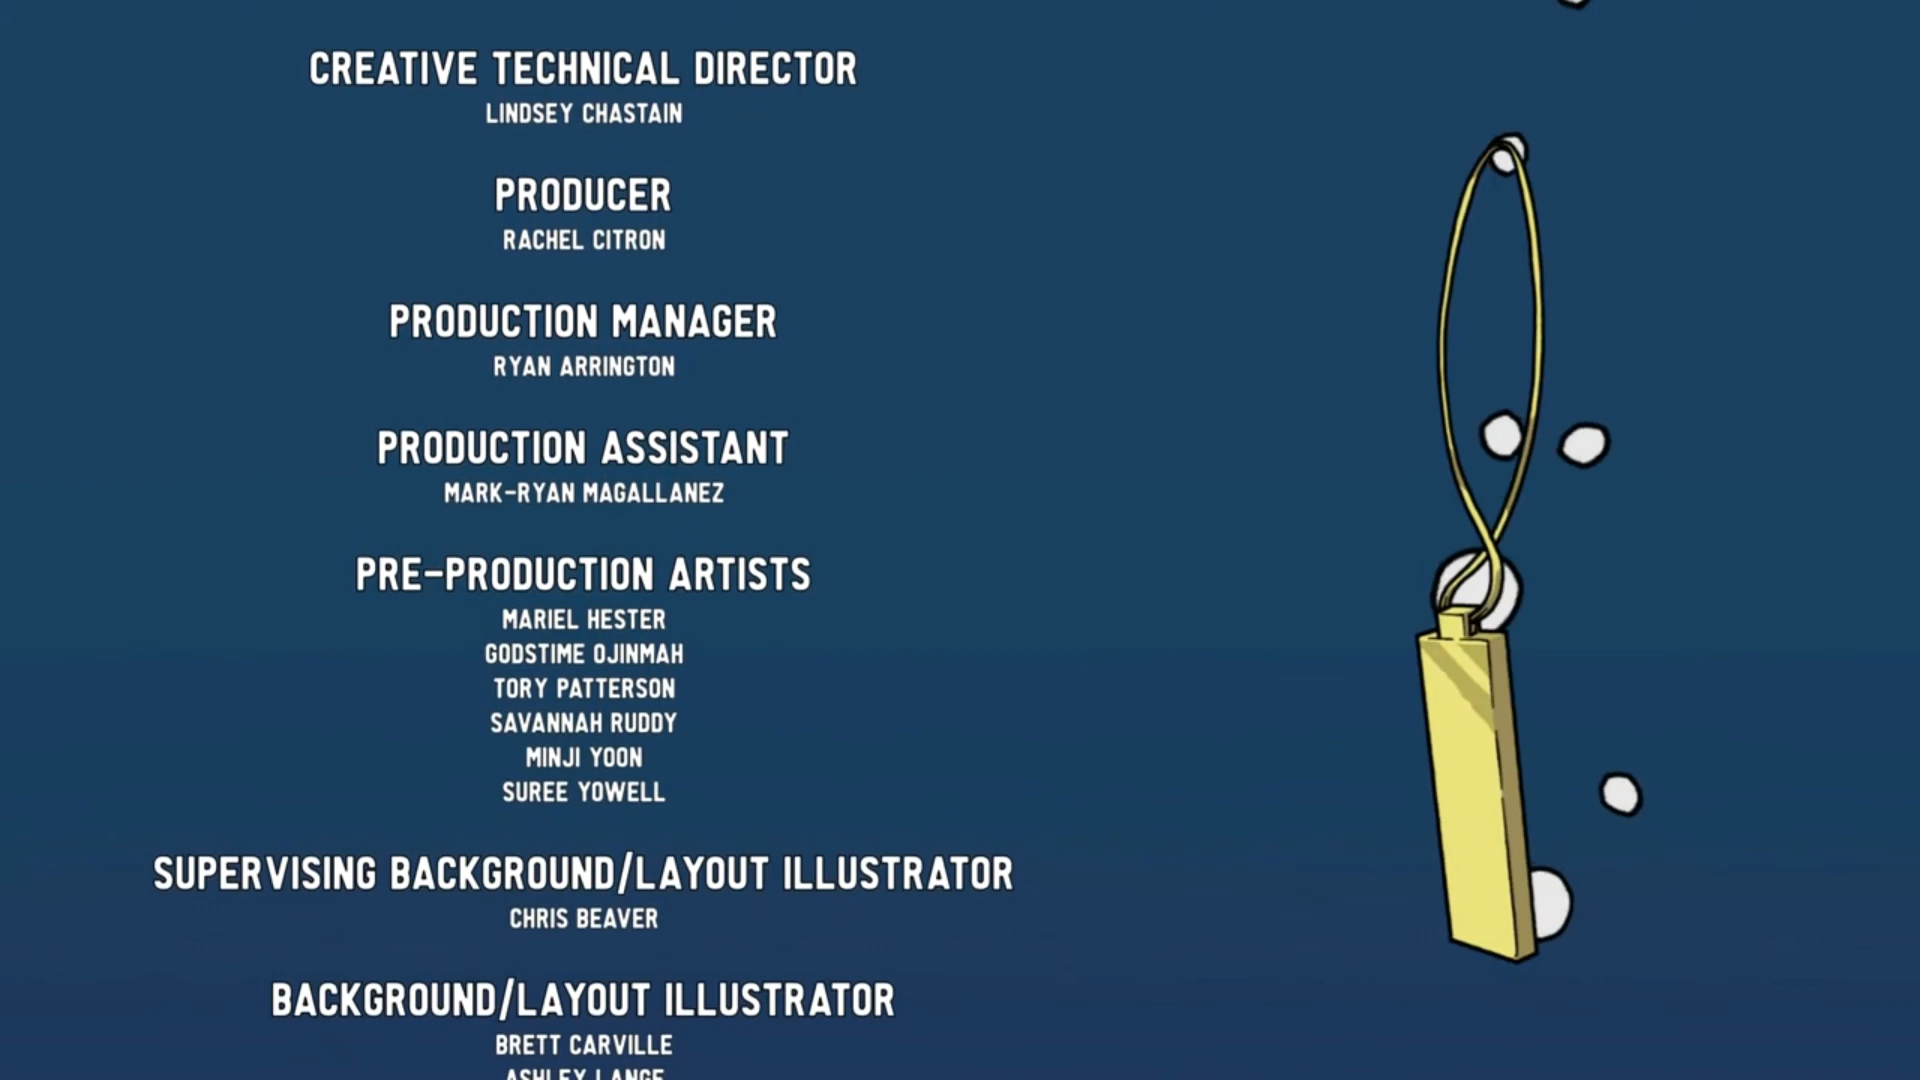 CREATIVE TECHNICAL DIRECTOR
LINDSEY CHASTAIN
PRODUCER
RACHEL CITRON
PRODUCTION MANAGER
RYAN ARRINGTON
PRODUCTION ASSISTANT
MARK-RYAN MAGALLANEZ
PRE-PRODUCTION ARTISTS
MARIEL HESTER
GODSTIME OJINMAH
TORY PATTERSON
SAVANNAH RUDDY
MINJI YOON
SUREE YOWELL
SUPERVISING BACKGROUND/LAYOUT ILLUSTRATOR
CHRIS BEAVER
BACKGROUND/LAYOUT ILLUSTRATOR
BRETT CARVILLE
ASHLEY LANGE